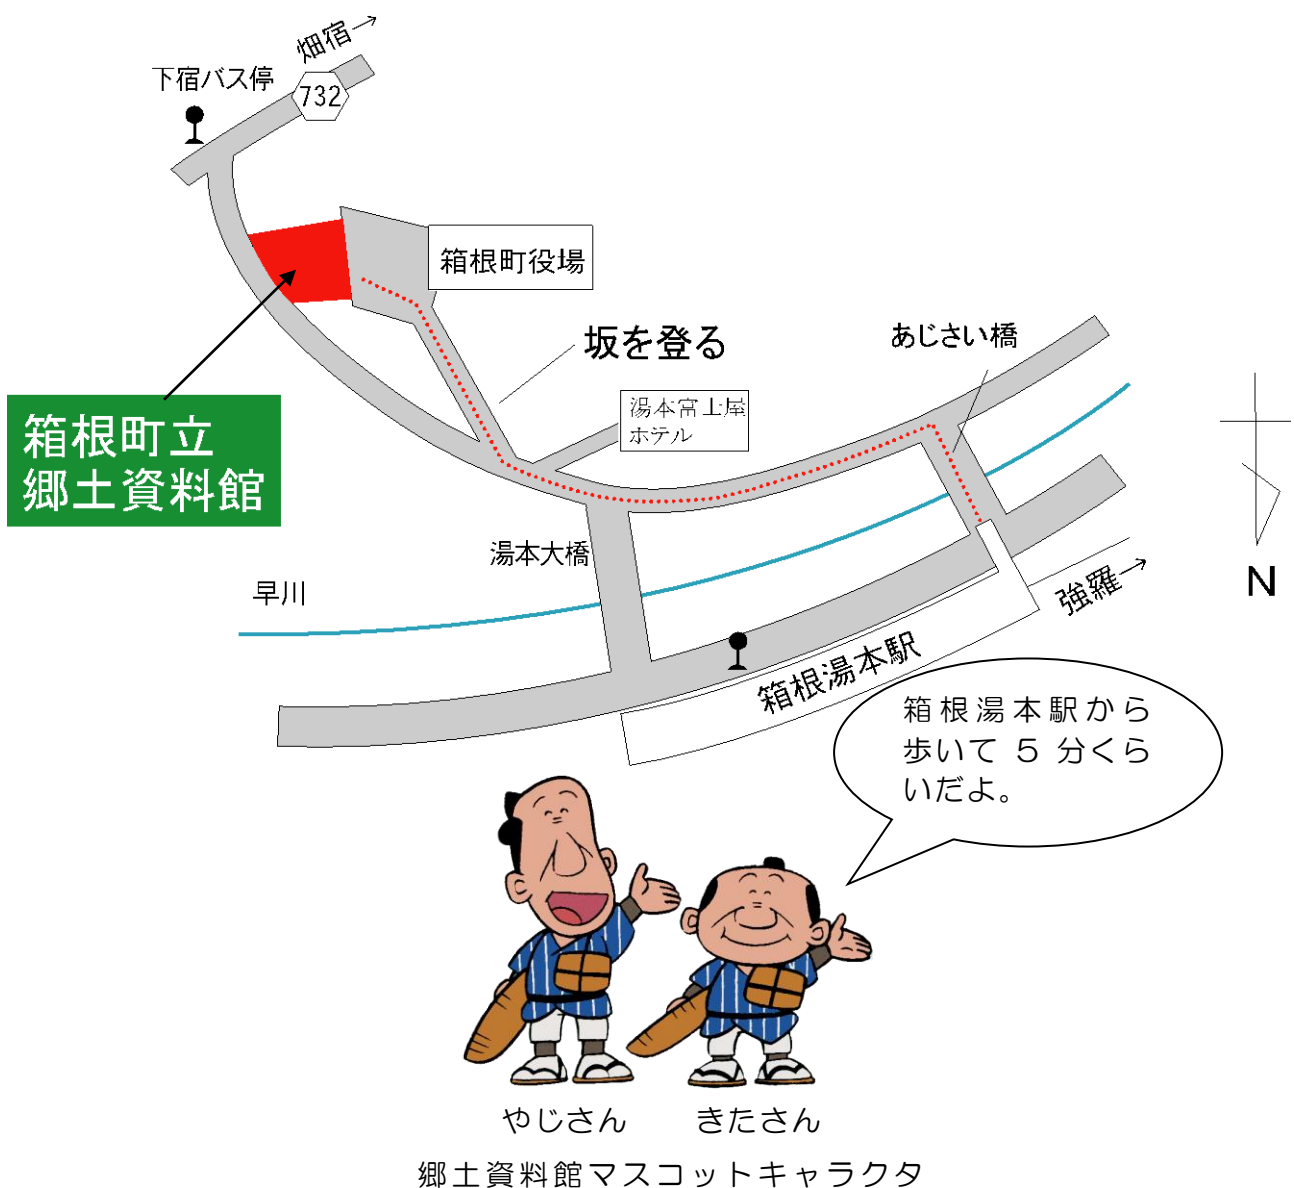 畑宿→
下宿バス停
732
箱根町役場
坂を登る
あじさい橋
湯本富士屋
ホテル
箱根町立
郷土資料館
湯本大橋
早川
強羅→
N
箱根湯本駅
箱根湯本駅から
歩いて 5 分くら
いだよ。
やじさん きたさん
郷土資料館マスコットキャラクタ